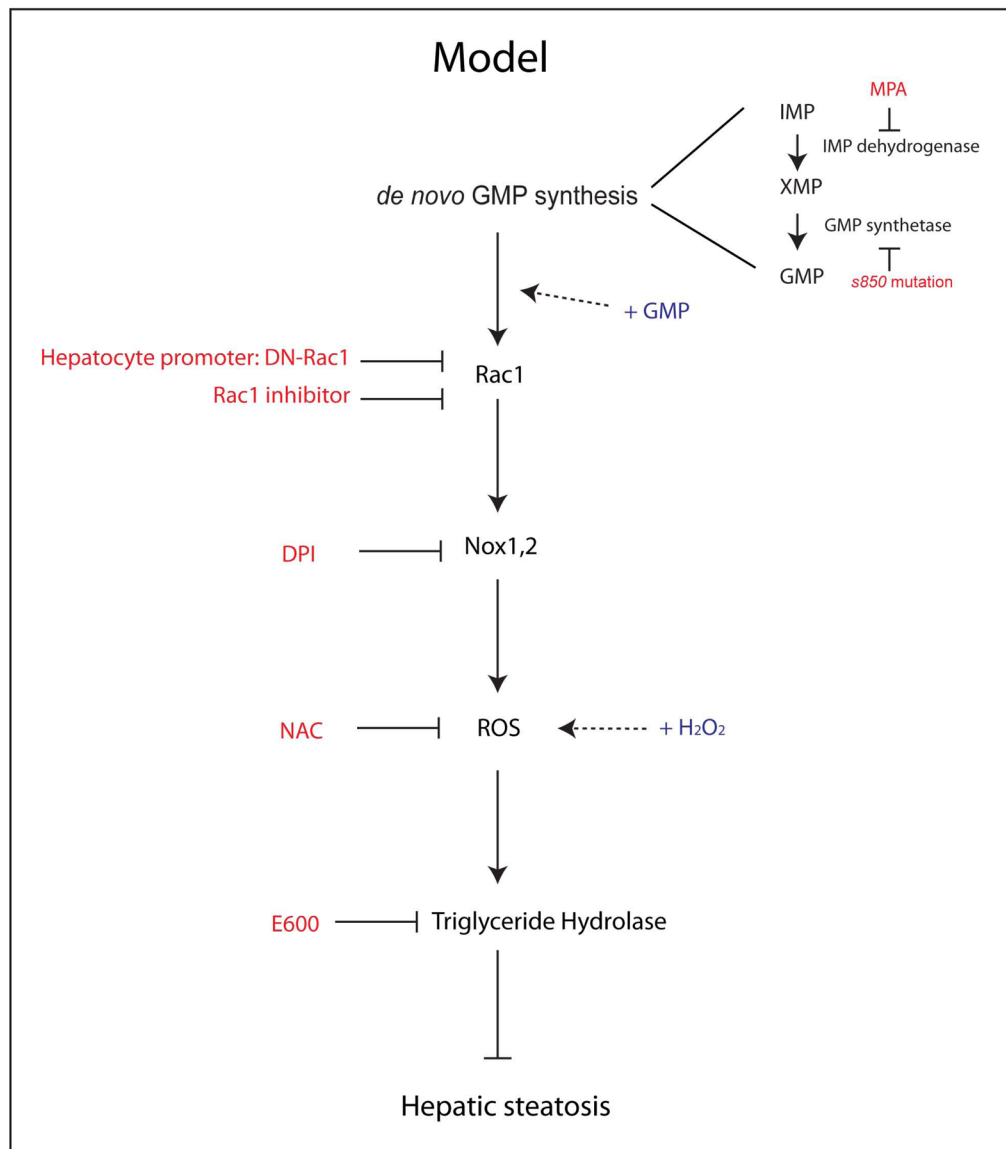 Model
MPA
IMP
IMP dehydrogenase
XMP
de novo GMP synthesis
GMP synthetase
GMP
s850 mutation
+ GMP
Hepatocyte promoter: DN-Rac1
Rac1
Rac1 inhibitor
DPI
Nox1,2
NAC
ROS
+ H₂O₂
E600
Triglyceride Hydrolase
Hepatic steatosis